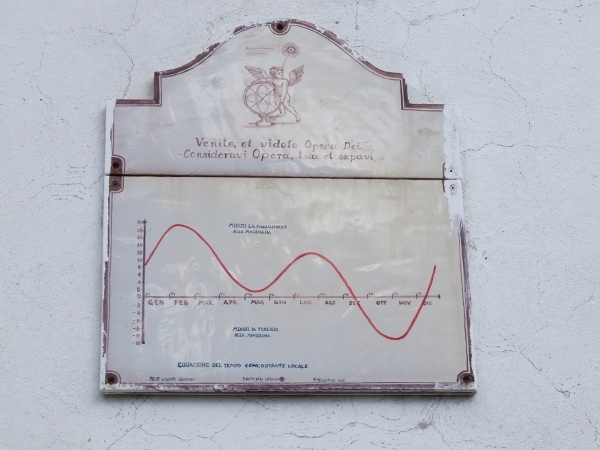 Venite, et videte Opera Dei.
Consideravi Opera, tua et expavi
MINUTI DA AGGIUNGERE
ALLA MERIDIANA
GEN FEB MAR APR MAG GIU LUG AGO SET OTT NOV DIC
MINUTI DA TOGLIERE
ALLA MERIDIANA
EQUAZIONE DEL TEMPO CON COSTANTE LOCALE